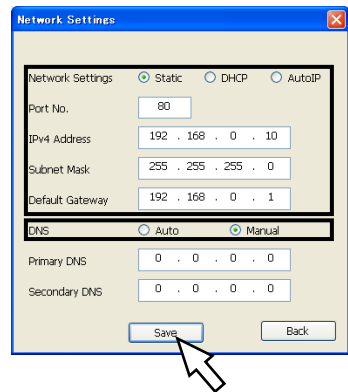 Network Settings
Network Settings Static DHCP AutoIP
Port No. 80
IPv4 Address 192 . 168 . 0 . 10
Subnet Mask 255 . 255 . 255 . 0
Default Gateway 192 . 168 . 0 . 1
DNS Auto Manual
Primary DNS 0 . 0 . 0 . 0
Secondary DNS 0 . 0 . 0 . 0
Save Back